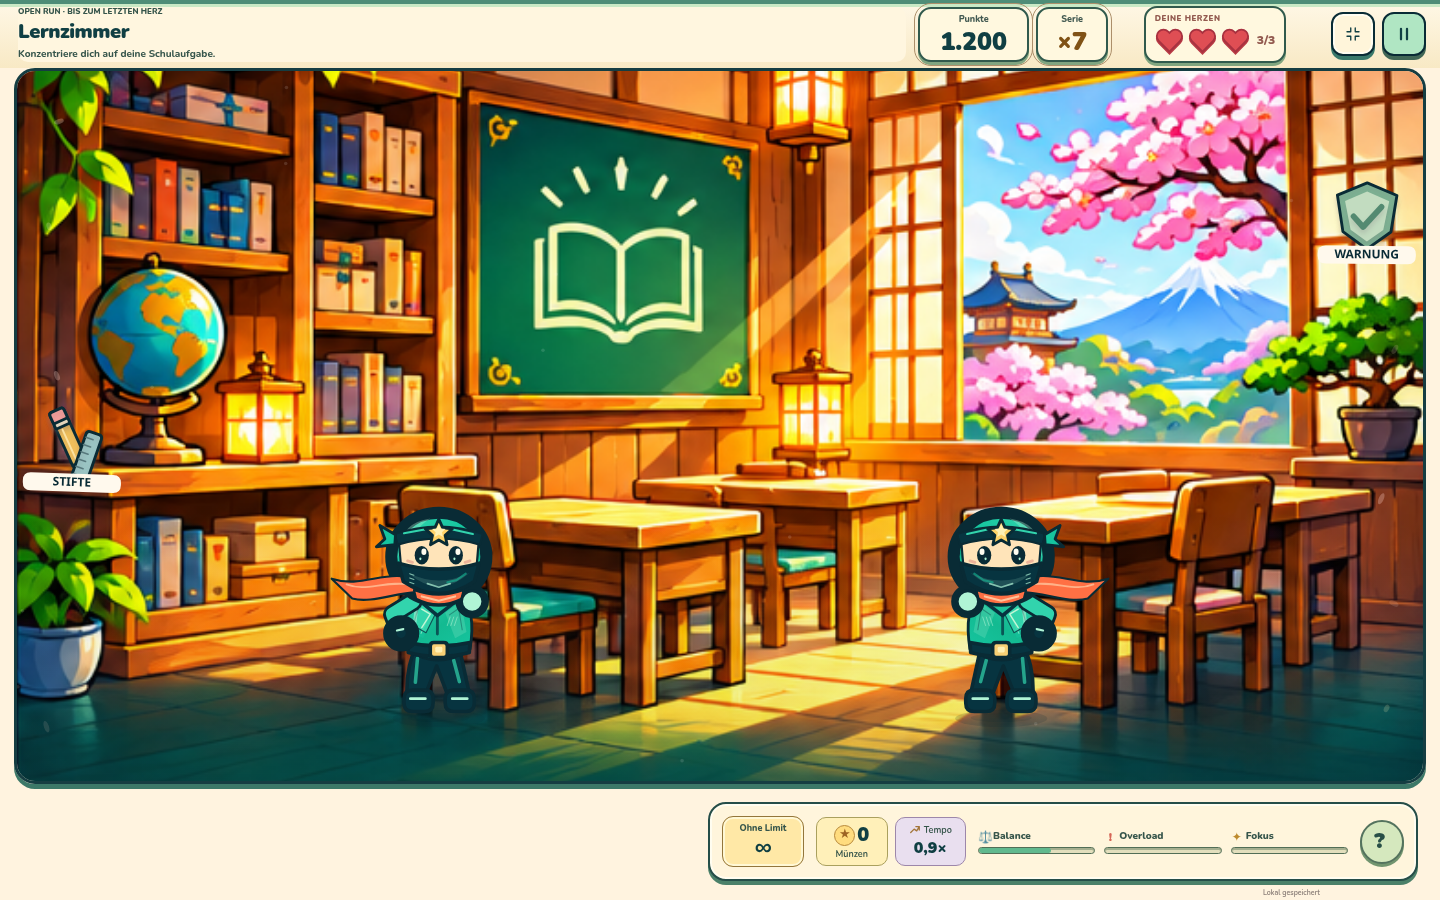 OPEN RUN · BIS ZUM LETZTEN HERZ
Lernzimmer
Konzentriere dich auf deine Schulaufgabe.
Punkte
1.200
Serie
×7
DEINE HERZEN
3/3
WARNUNG
STIFTE
Ohne Limit
∞
0
Münzen
Tempo
0,9×
Balance
Overload
Fokus
?
Lokal gespeichert